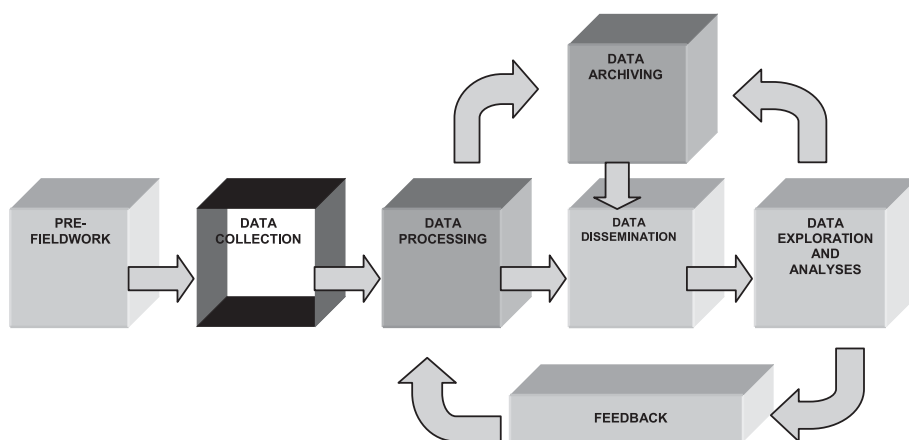 DATA
ARCHIVING
PRE-
FIELDWORK
DATA
COLLECTION
DATA
PROCESSING
DATA
DISSEMINATION
DATA
EXPLORATION
AND
ANALYSES
FEEDBACK